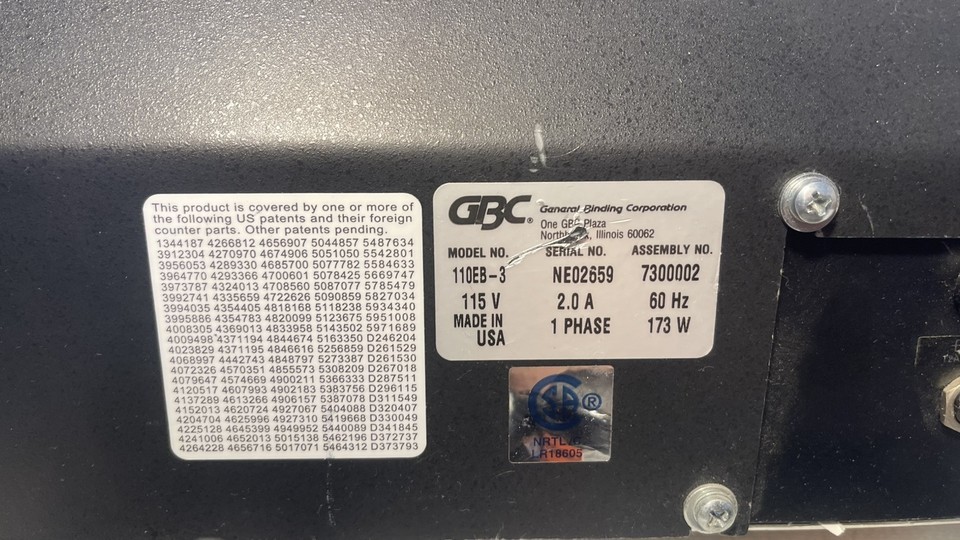 This product is covered by one or more of
the following US patents and their foreign
counter parts. Other patents pending.
1344187 4266812 4656907 5044857 5487634
3912304 4270970 4674906 5051050 5542801
3956053 4289330 4685700 5077782 5584633
3964770 4293366 4700601 5078425 5669747
3973787 4324013 4708560 5087077 5785479
3992741 4335659 4722626 5090859 5827034
3994035 4354405 4818168 5118238 5934340
3995886 4354783 4820099 5123675 5951008
4008305 4369013 4833958 5143502 5971689
4009498 4371194 4844674 5163350 D246204
4023829 4371195 4846616 5256859 D261529
4068997 4442743 4848797 5273387 D261530
4072326 4570351 4855573 5308209 D267018
4079647 4574669 4900211 5366333 D287511
4120517 4607993 4902183 5383756 D296115
4137289 4613266 4906157 5387078 D311549
4152013 4620724 4927067 5404088 D320407
4204704 4625996 4927310 5419668 D330049
4225128 4645399 4949952 5440089 D341845
4241006 4652013 5015138 5462196 D372737
4264228 4656716 5017071 5464312 D373793
GBC® General Binding Corporation
One GBC Plaza
Illinois 60062
MODEL NO. SERIAL NO. ASSEMBLY NO.
110EB-3 NE02659 7300002
115 V 2.0 A 60 Hz
MADE IN USA 1 PHASE 173 W
CSA ®
LR18605